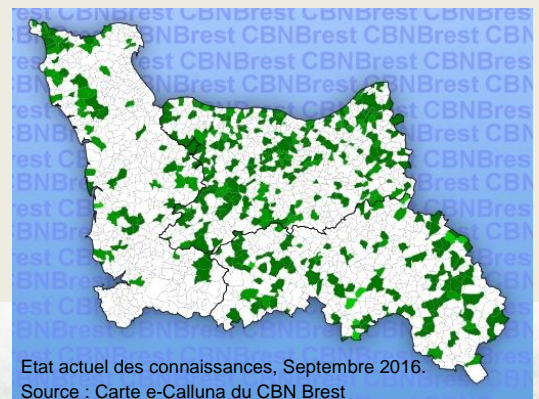 Etat actuel des connaissances, Septembre 2016.
Source : Carte e-Calluna du CBN Brest